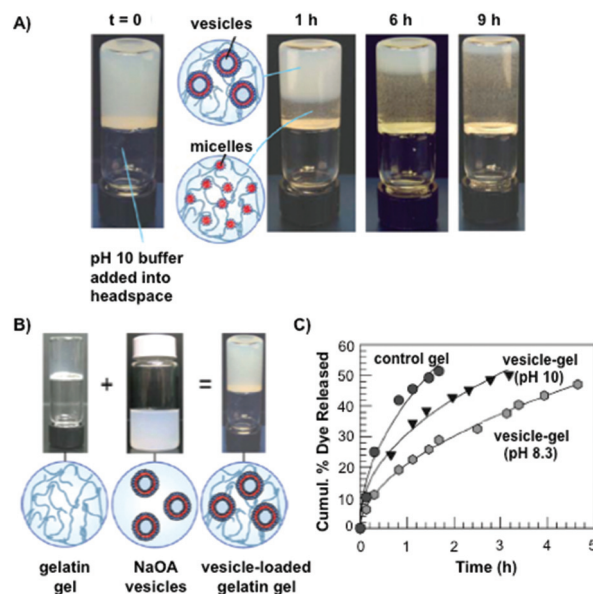 A)
t = 0
vesicles
1 h
6 h
9 h
micelles
pH 10 buffer
added into
headspace
B)
+
=
gelatin
gel
NaOA
vesicles
vesicle-loaded
gelatin gel
C)
Cumul. % Dye Released
60
50
40
30
20
10
0
control gel
vesicle-gel
(pH 10)
vesicle-gel
(pH 8.3)
0
1
2
3
4
5
Time (h)